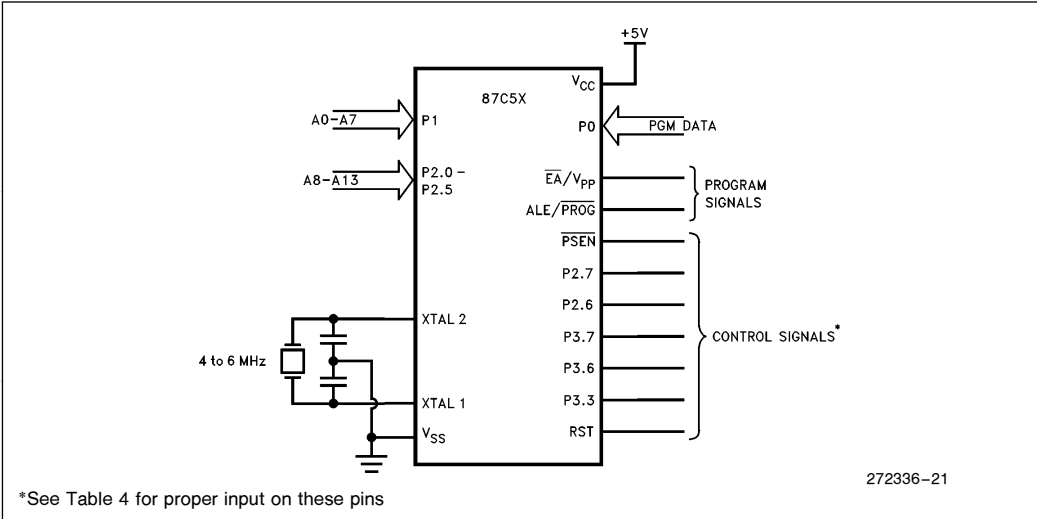 +5V
VCC
87C5X
A0-A7
P1
P0
PGM DATA
A8-A13
P2.0-
P2.5
EA/VPP
ALE/PROG
PROGRAM
SIGNALS
PSEN
P2.7
P2.6
XTAL 2
P3.7
CONTROL SIGNALS*
4 to 6 MHz
P3.6
XTAL 1
P3.3
VSS
RST
272336-21
*See Table 4 for proper input on these pins